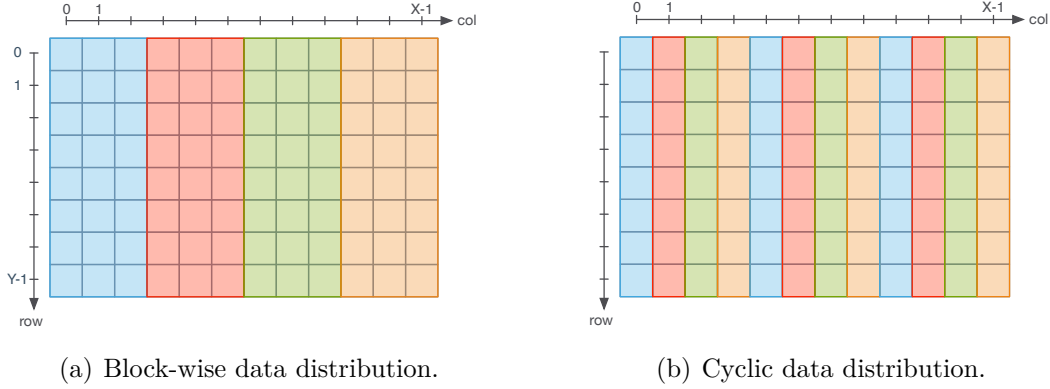 0 1 X-1 col
0
1
Y-1
row
(a) Block-wise data distribution.
0 1 X-1 col
row
(b) Cyclic data distribution.